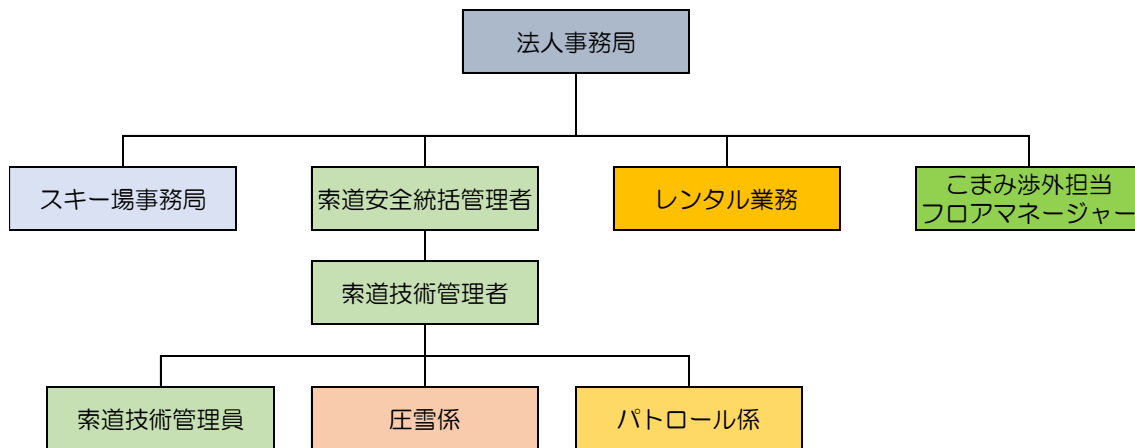 法人事務局
スキー場事務局
索道安全統括管理者
レンタル業務
こまみ渉外担当
フロアマネージャー
索道技術管理者
索道技術管理員
圧雪係
パトロール係